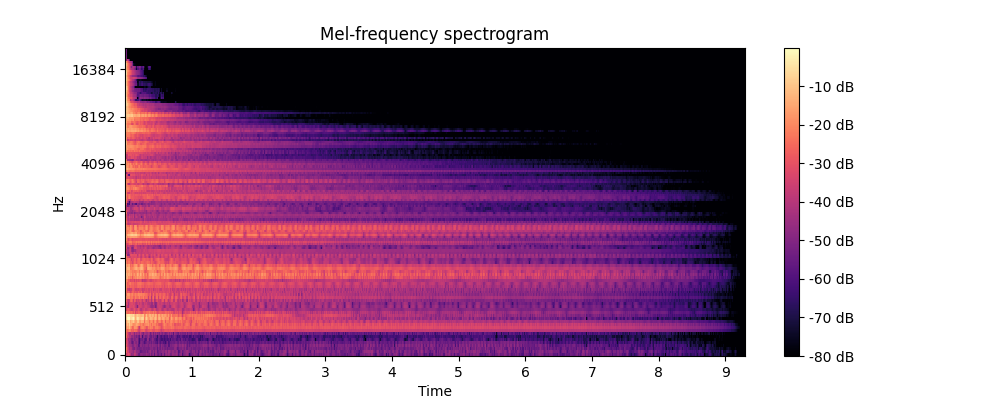 Mel-frequency spectrogram
Hz
16384
8192
4096
2048
1024
512
0
0 1 2 3 4 5 6 7 8 9
Time
-10 dB
-20 dB
-30 dB
-40 dB
-50 dB
-60 dB
-70 dB
-80 dB